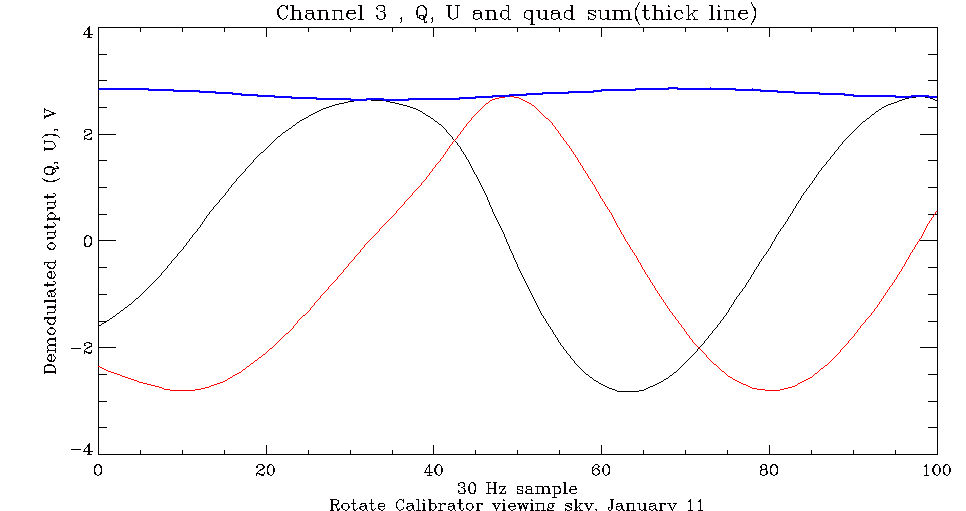 Channel 3 , Q, U and quad sum(thick line)
4
2
0
-2
-4
Demodulated output (Q, U), V
0 20 40 60 80 100
30 Hz sample
Rotate Calibrator viewing sky, January 11